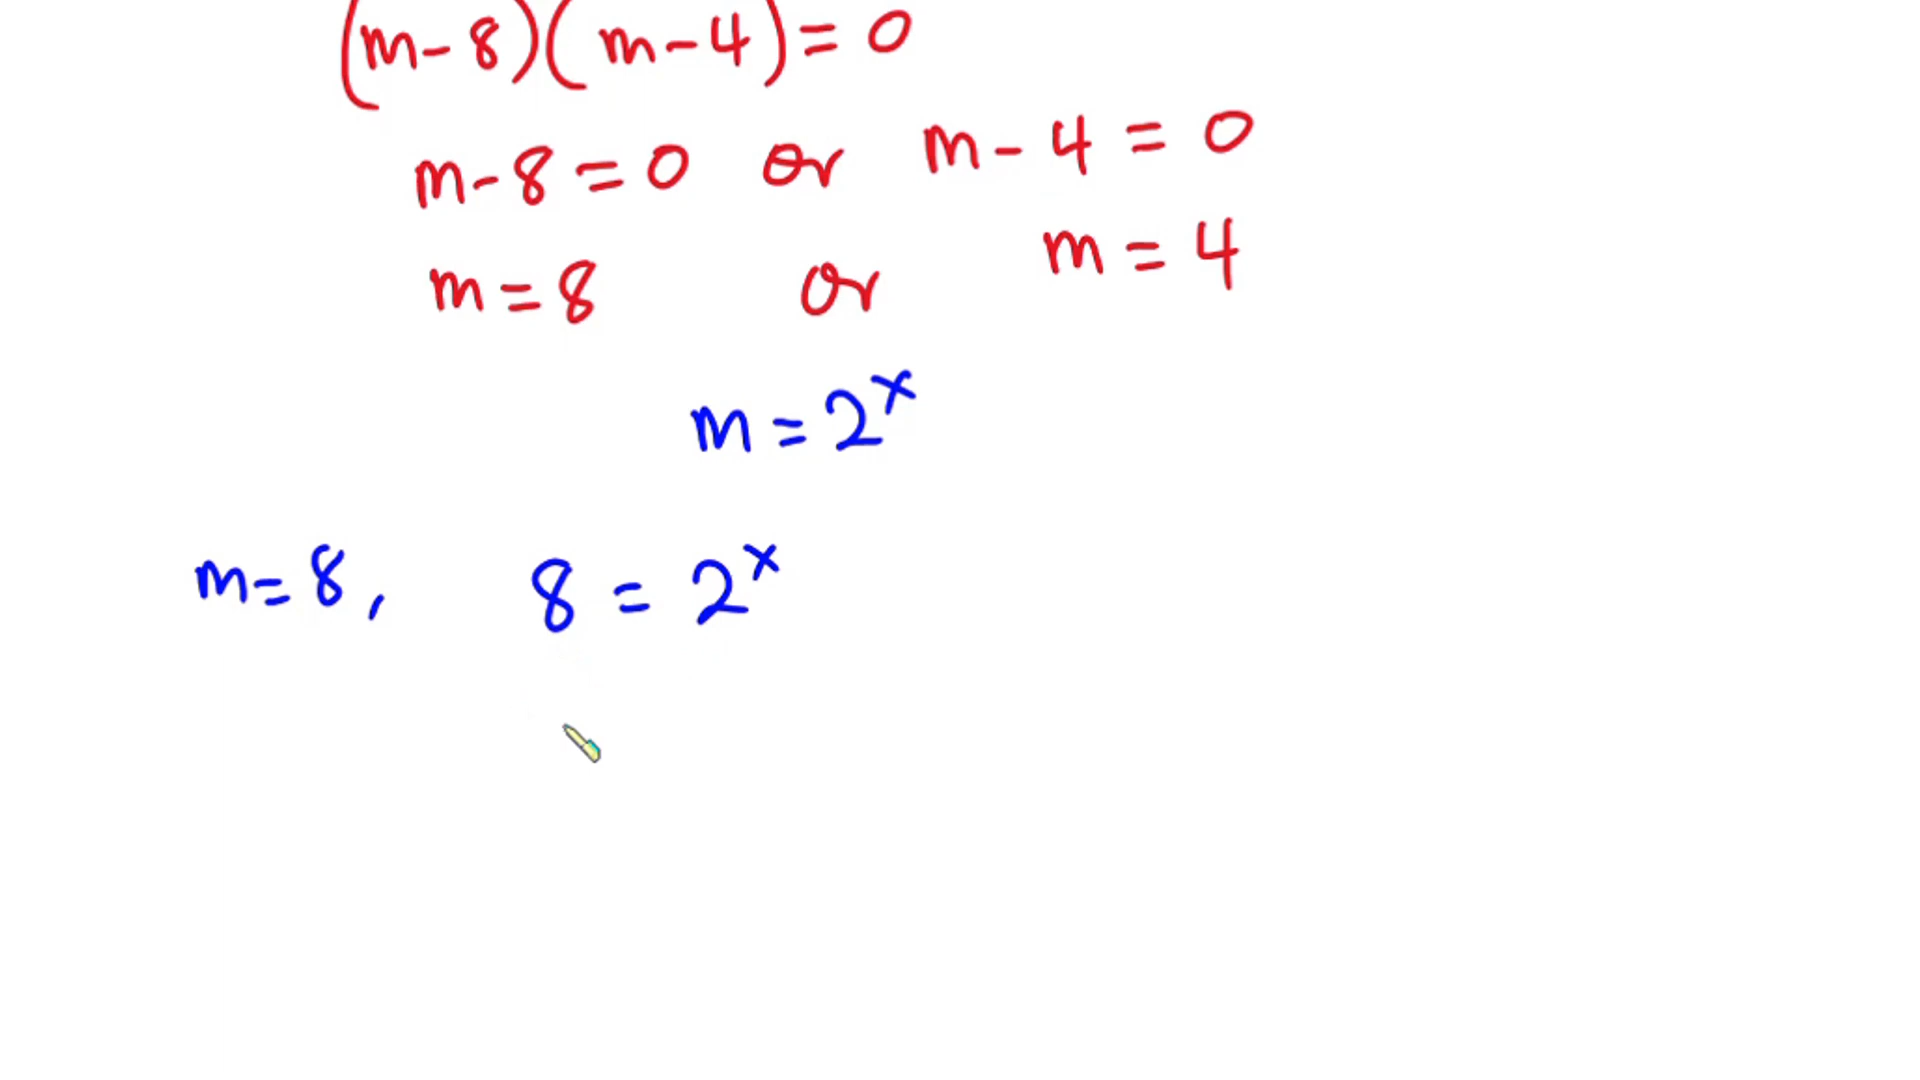 (m-8)(m-4)=0
m-8=0 or m-4=0
m=8 or m=4
m=2^x
m=8, 8=2^x